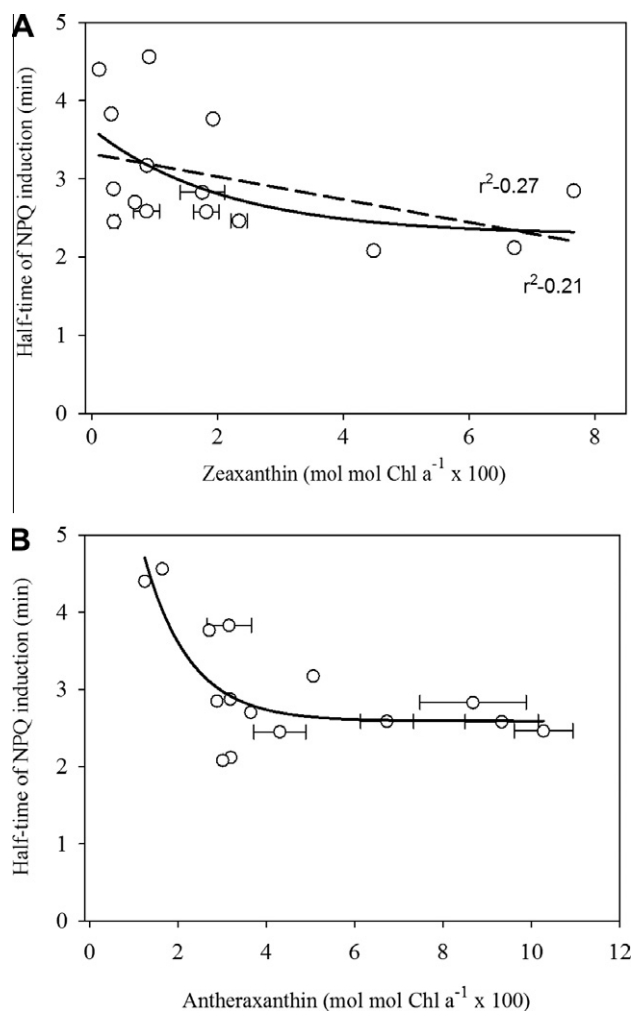 A
5
4
3
2
1
0
Half-time of NPQ induction (min)
r²-0.27
r²-0.21
0 2 4 6 8
Zeaxanthin (mol mol Chl a⁻¹ x 100)
B
5
4
3
2
1
0
Half-time of NPQ induction (min)
0 2 4 6 8 10 12
Antheraxanthin (mol mol Chl a⁻¹ x 100)